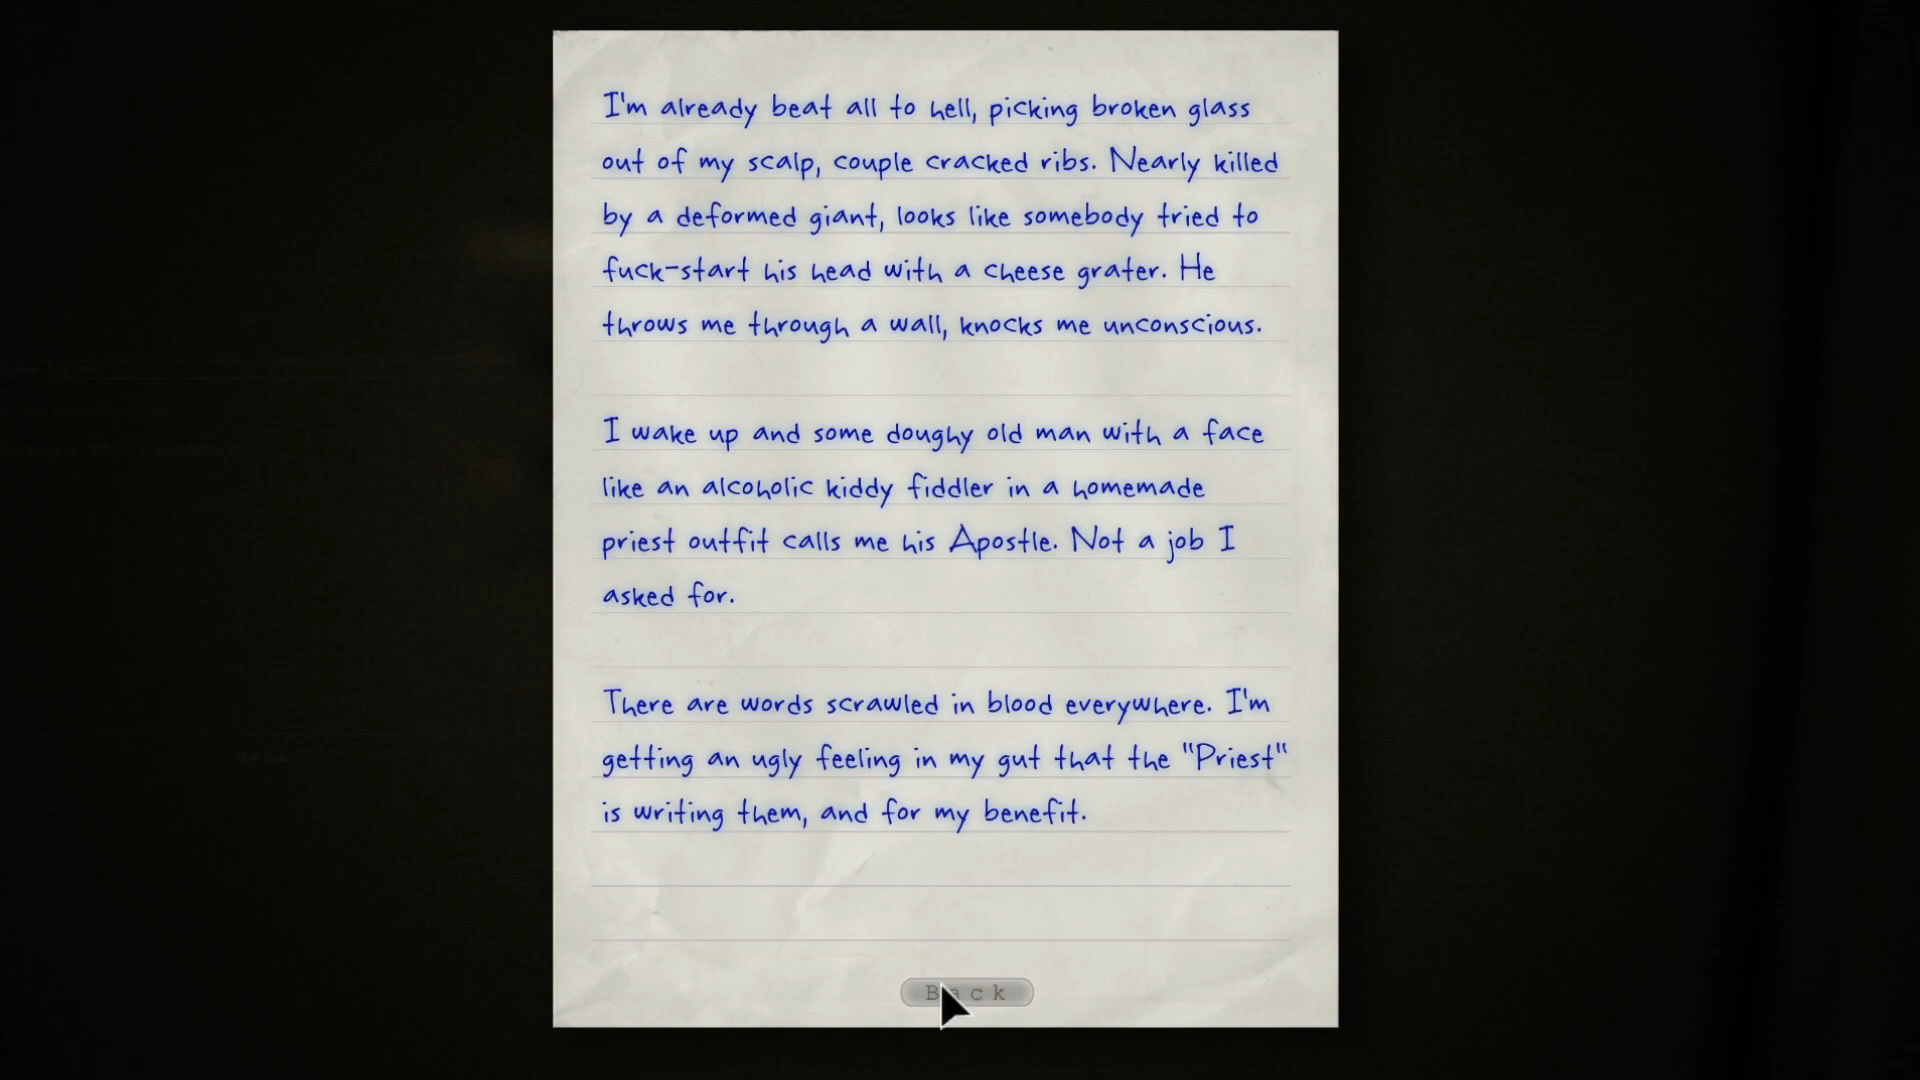 I'm already beat all to hell, picking broken glass
out of my scalp, couple cracked ribs. Nearly killed
by a deformed giant, looks like somebody tried to
fuck-start his head with a cheese grater. He
throws me through a wall, knocks me unconscious.
I wake up and some doughy old man with a face
like an alcoholic kiddy fiddler in a homemade
priest outfit calls me his Apostle. Not a job I
asked for.
There are words scrawled in blood everywhere. I'm
getting an ugly feeling in my gut that the "Priest"
is writing them, and for my benefit.
Back